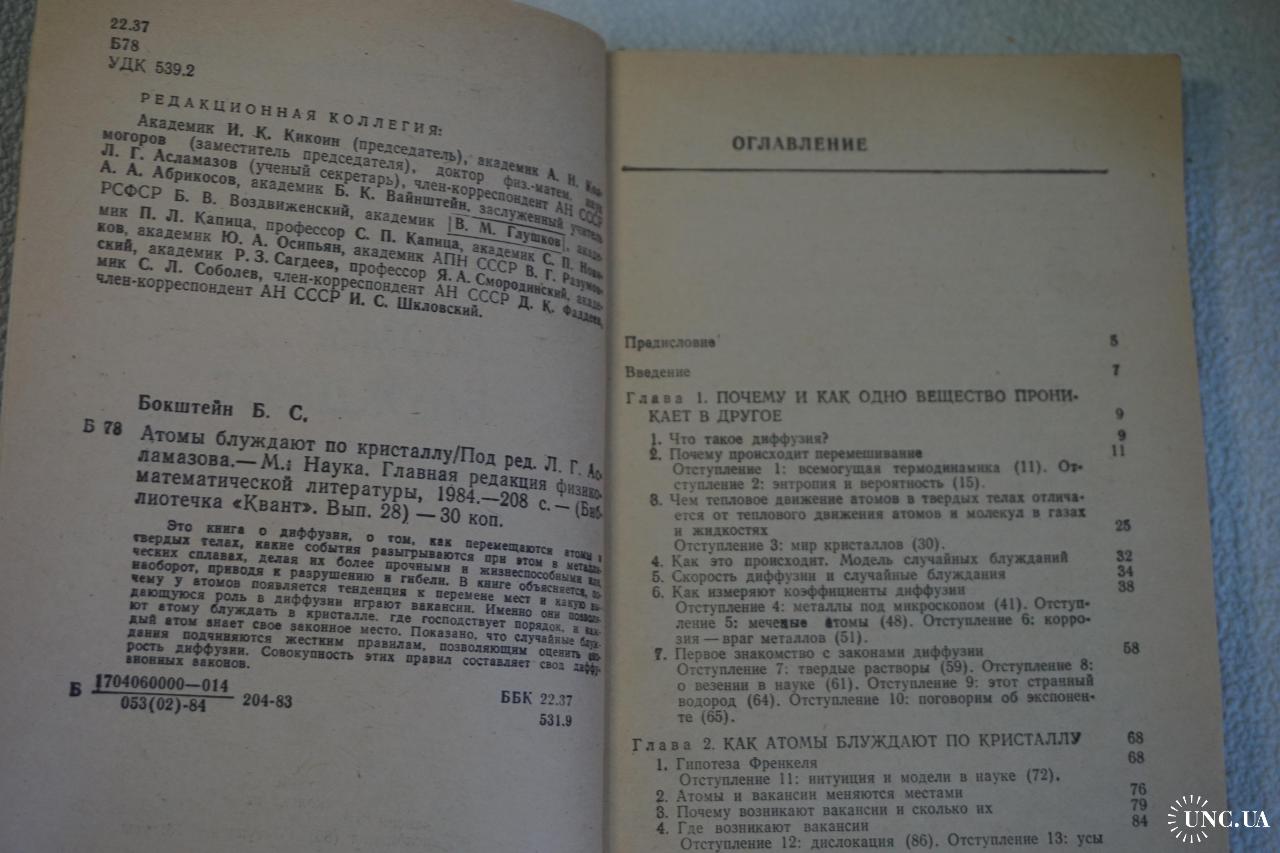 22.37
Б78
УДК 539.2
РЕДАКЦИОННАЯ КОЛЛЕГИЯ:
Академик И. К. Кикоин (председатель), академик А. Н. Кол-
могоров (заместитель председателя), доктор физ.-матем. наук
Л. Г. Асламазов (ученый секретарь), член-корреспондент АН СССР
А. А. Абрикосов, академик Б. К. Вайнштейн, заслуженный учитель
РСФСР Б. В. Воздвиженский, академик В. М. Глушков, акаде-
мик П. Л. Капица, профессор С. П. Капица, академик С. П. Нови-
ков, академик Ю. А. Осипьян, академик АПН СССР В. Г. Разумов-
ский, академик Р. З. Сагдеев, профессор Я. А. Смородинский, акаде-
мик С. Л. Соболев, член-корреспондент АН СССР Д. К. Фаддеев,
член-корреспондент АН СССР И. С. Шкловский.
Бокштейн Б. С.
Б 78 Атомы блуждают по кристаллу/Под ред. Л. Г. Ас-
ламазова.— М.: Наука. Главная редакция физико-
математической литературы, 1984.—208 с. — (Биб-
лиотечка «Квант». Вып. 28) — 30 коп.
Это книга о диффузии, о том, как перемещаются атомы в
твердых телах, какие события разыгрываются при этом в металли-
ческих сплавах, делая их более прочными и жизнеспособными или,
наоборот, приводя к разрушению и гибели. В книге объясняется, по-
чему у атомов появляется тенденция к перемене мест и какую вы-
дающуюся роль в диффузии играют вакансии. Именно они позволя-
ют атому блуждать в кристалле, где господствует порядок, и каж-
дый атом знает свое законное место. Показано, что случайные блуж-
дания подчиняются жестким правилам, позволяющим оценить ско-
рость диффузии. Совокупность этих правил составляет свод диффу-
зионных законов.
Б 1704060000—014
053(02)-84 204-83
ББК 22.37
531.9
ОГЛАВЛЕНИЕ
Предисловие 5
Введение 7
Глава 1. ПОЧЕМУ И КАК ОДНО ВЕЩЕСТВО ПРОНИ-
КАЕТ В ДРУГОЕ 9
1. Что такое диффузия? 9
2. Почему происходит перемешивание 11
Отступление 1: всемогущая термодинамика (11). От-
ступление 2: энтропия и вероятность (15).
3. Чем тепловое движение атомов в твердых телах отлича-
ется от теплового движения атомов и молекул в газах
и жидкостях 25
Отступление 3: мир кристаллов (30).
4. Как это происходит. Модель случайных блужданий 32
5. Скорость диффузии и случайные блуждания 34
6. Как измеряют коэффициенты диффузии 38
Отступление 4: металлы под микроскопом (41). Отступ-
ление 5: меченые атомы (48). Отступление 6: корро-
зия — враг металлов (51).
7. Первое знакомство с законами диффузии 58
Отступление 7: твердые растворы (59). Отступление 8:
о везении в науке (61). Отступление 9: этот странный
водород (64). Отступление 10: поговорим об экспонен-
те (65).
Глава 2. КАК АТОМЫ БЛУЖДАЮТ ПО КРИСТАЛЛУ 68
1. Гипотеза Френкеля 68
Отступление 11: интуиция и модели в науке (72).
2. Атомы и вакансии меняются местами 76
3. Почему возникают вакансии и сколько их 79
4. Где возникают вакансии 84
Отступление 12: дислокация (86). Отступление 13: усы
UNC.UA